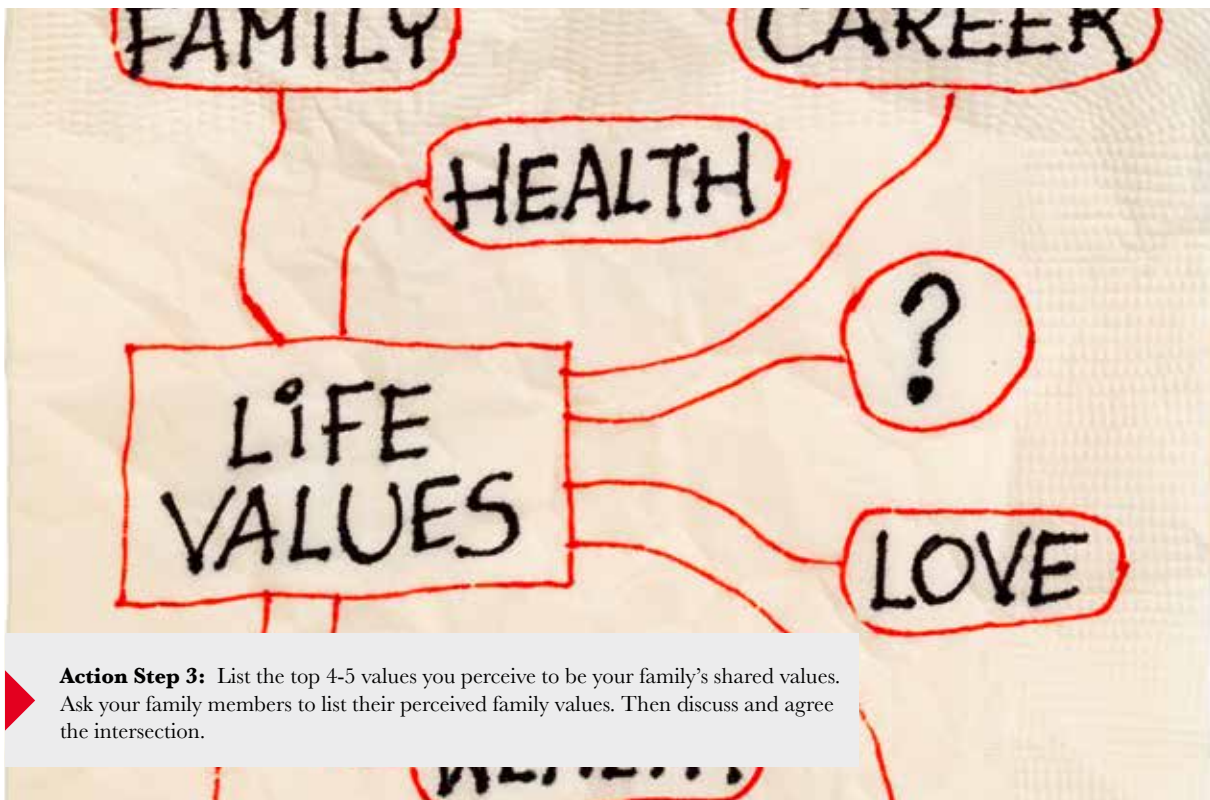 FAMiLY
CAREER
HEALTH
?
LiFE
VALUES
LOVE
Action Step 3: List the top 4-5 values you perceive to be your family’s shared values.
Ask your family members to list their perceived family values. Then discuss and agree
the intersection.